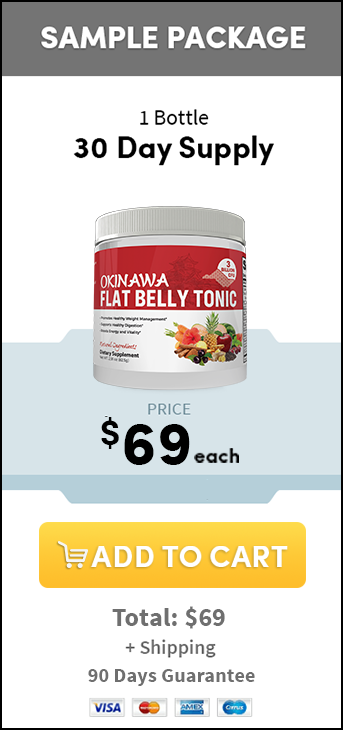 SAMPLE PACKAGE
1 Bottle
30 Day Supply
3 BILLION CFU
OKINAWA
FLAT BELLY TONIC
Promotes Healthy Weight Management*
Supports Healthy Digestion*
Boosts Energy and Vitality*
Natural Ingredients
Dietary Supplement
PRICE
$69 each
ADD TO CART
Total: $69
+ Shipping
90 Days Guarantee
VISA
AMEX
Cirrus